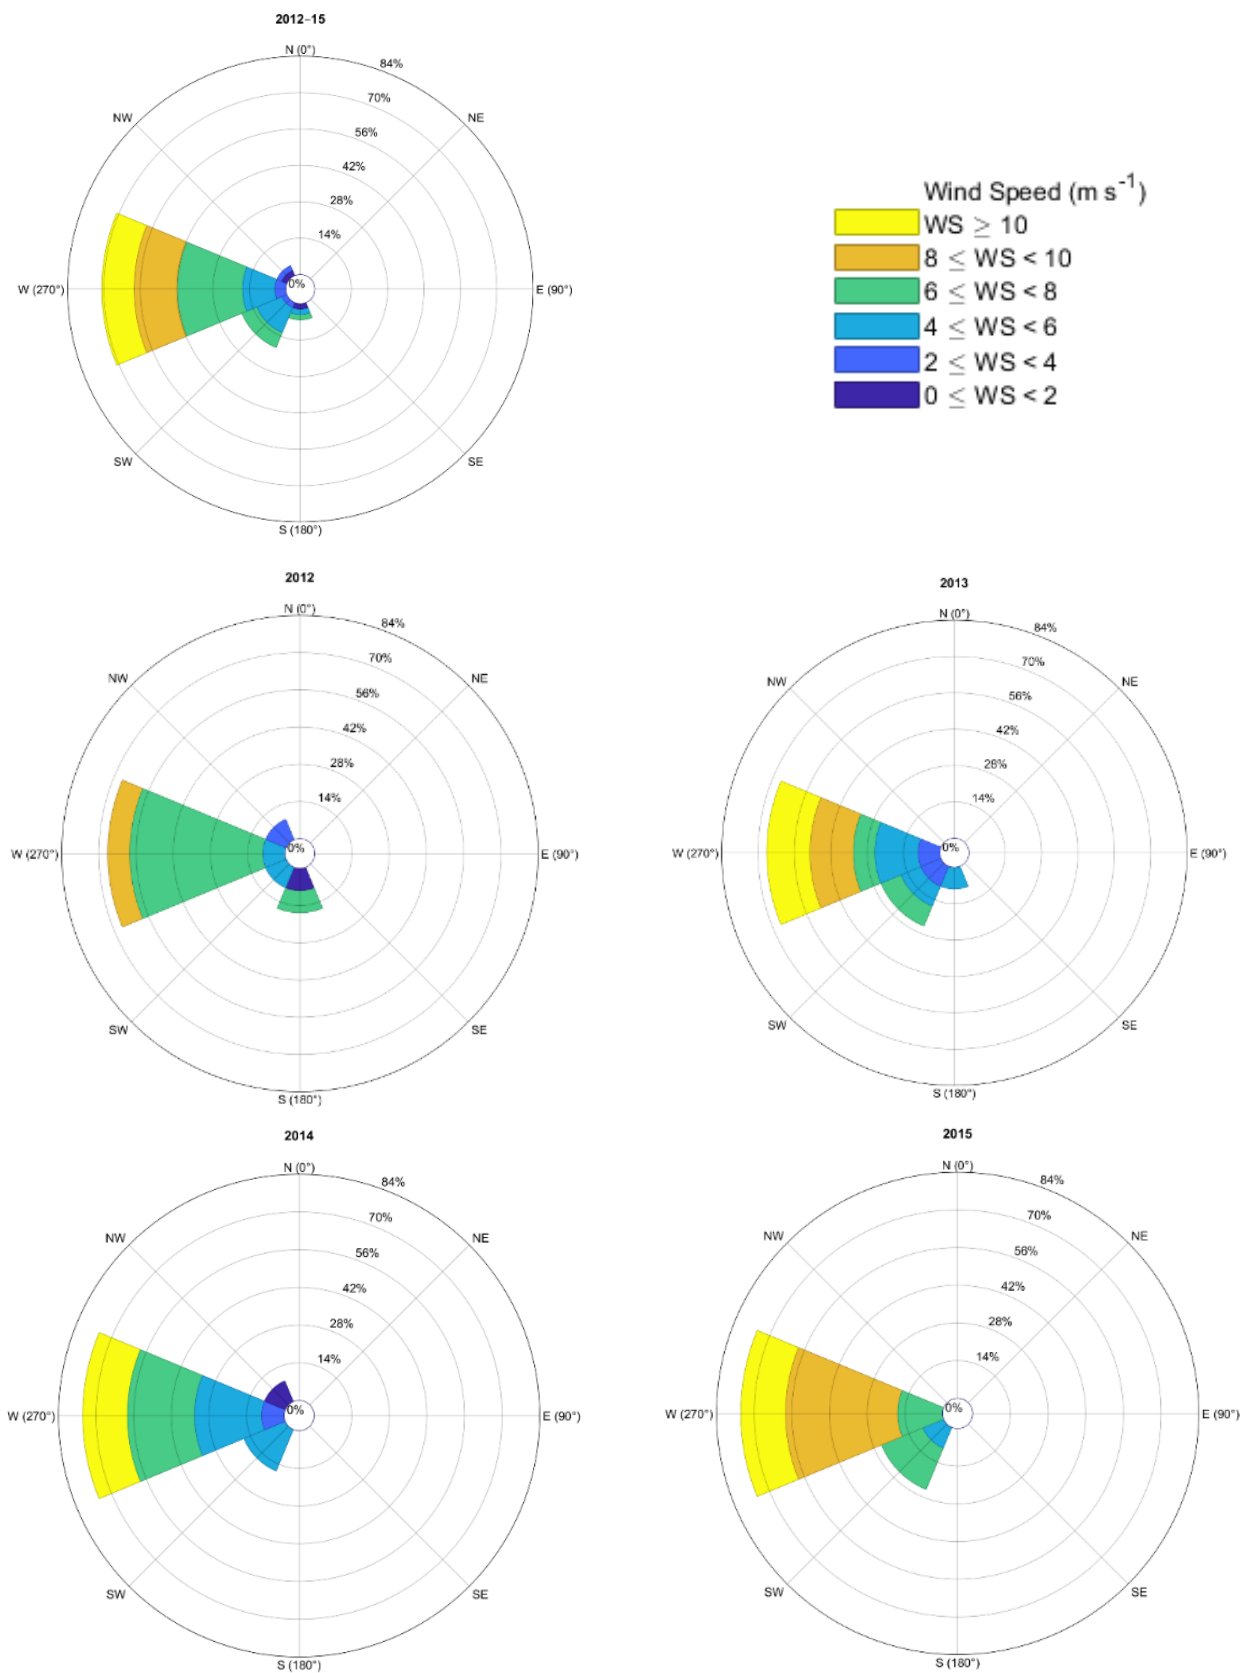 2012–15
N (0°)
84%
70%
56%
42%
28%
14%
0%
NW
NE
W (270°)
E (90°)
SW
SE
S (180°)
Wind Speed (m s⁻¹)
WS ≥ 10
8 ≤ WS < 10
6 ≤ WS < 8
4 ≤ WS < 6
2 ≤ WS < 4
0 ≤ WS < 2
2012
N (0°)
84%
70%
56%
42%
28%
14%
0%
NW
NE
W (270°)
E (90°)
SW
SE
S (180°)
2013
N (0°)
84%
70%
56%
42%
28%
14%
0%
NW
NE
W (270°)
E (90°)
SW
SE
S (180°)
2014
N (0°)
84%
70%
56%
42%
28%
14%
0%
NW
NE
W (270°)
E (90°)
SW
SE
S (180°)
2015
N (0°)
84%
70%
56%
42%
28%
14%
0%
NW
NE
W (270°)
E (90°)
SW
SE
S (180°)